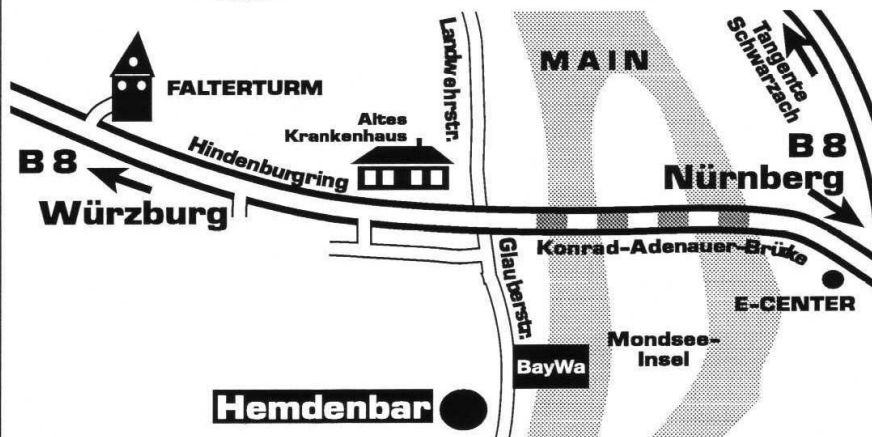 Landwehrstr.
MAIN
Tangente
Schwarzach
FALTERTURM
Altes
Krankenhaus
B 8
Würzburg
Hindenburgring
B 8
Nürnberg
Konrad-Adenauer-Brücke
E-CENTER
Glauberstr.
Mondsee-
Insel
BayWa
Hemdenbar